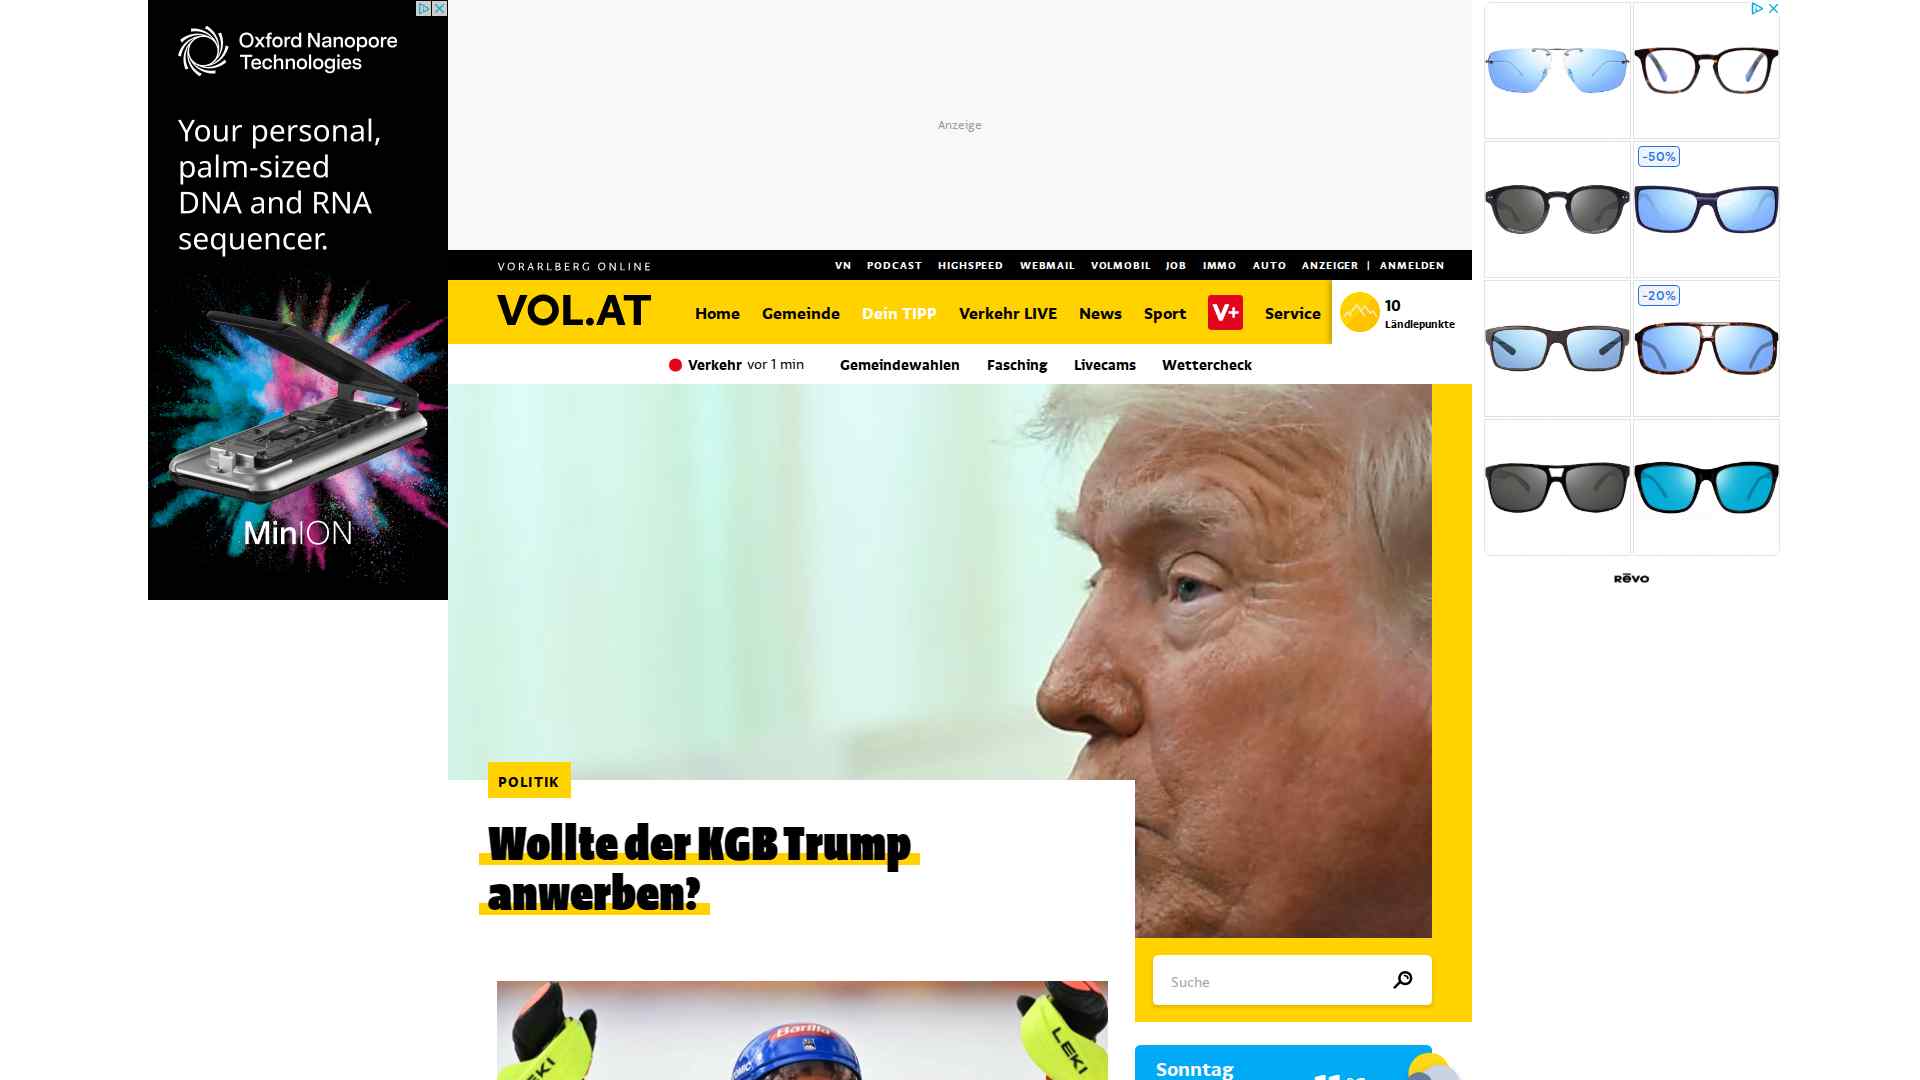 Oxford Nanopore
Technologies
Your personal,
palm-sized
DNA and RNA
sequencer.
MinION
Anzeige
VORARLBERG ONLINE
VN PODCAST HIGHSPEED WEBMAIL VOLMOBIL JOB IMMO AUTO ANZEIGER | ANMELDEN
VOL.AT
Home Gemeinde Dein TIPP Verkehr LIVE News Sport V+ Service
10
Ländlepunkte
Verkehr vor 1 min Gemeindewahlen Fasching Livecams Wettercheck
POLITIK
Wollte der KGB Trump
anwerben?
Suche
Barilla
LEKI
LEKI
Sonntag
-50%
-20%
REVO